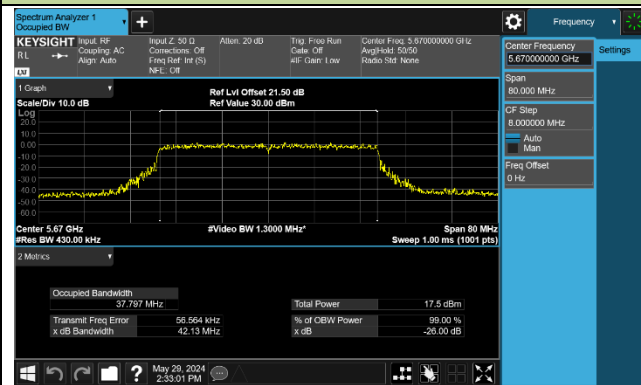 Spectrum Analyzer 1
Occupied BW
Frequency
KEYSIGHT
RL
LXI
Input: RF
Coupling: AC
Align: Auto
Input Z: 50 Ω
Corrections: Off
Freq Ref: Int (S)
NFE: Off
Atten: 20 dB
Trig: Free Run
Gate: Off
#IF Gain: Low
Center Freq: 5.670000000 GHz
Avg|Hold: 50/50
Radio Std: None
Center Frequency
5.670000000 GHz
Settings
Span
80.000 MHz
CF Step
8.000000 MHz
Auto
Man
Freq Offset
0 Hz
1 Graph
Scale/Div 10.0 dB
Ref Lvl Offset 21.50 dB
Ref Value 30.00 dBm
Log
20.0
10.0
0.00
-10.0
-20.0
-30.0
-40.0
-50.0
-60.0
Center 5.67 GHz
#Res BW 430.00 kHz
#Video BW 1.3000 MHz*
Span 80 MHz
Sweep 1.00 ms (1001 pts)
2 Metrics
Occupied Bandwidth
37.797 MHz
Total Power 17.5 dBm
Transmit Freq Error 56.564 kHz
% of OBW Power 99.00 %
x dB Bandwidth 42.13 MHz
x dB -26.00 dB
?
May 29, 2024
2:33:01 PM